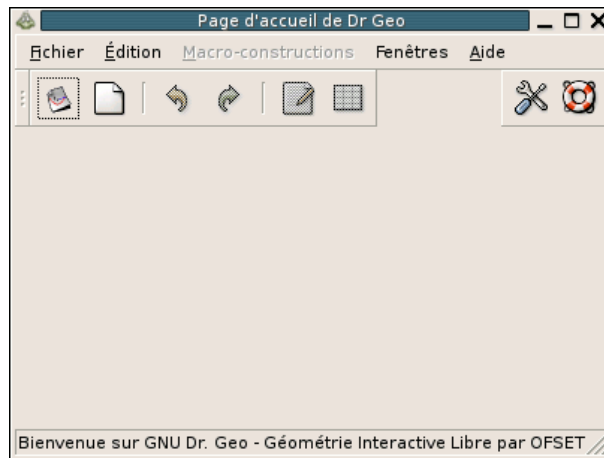 Page d'accueil de Dr Geo
Fichier Édition Macro-constructions Fenêtres Aide
Bienvenue sur GNU Dr. Geo - Géométrie Interactive Libre par OFSET